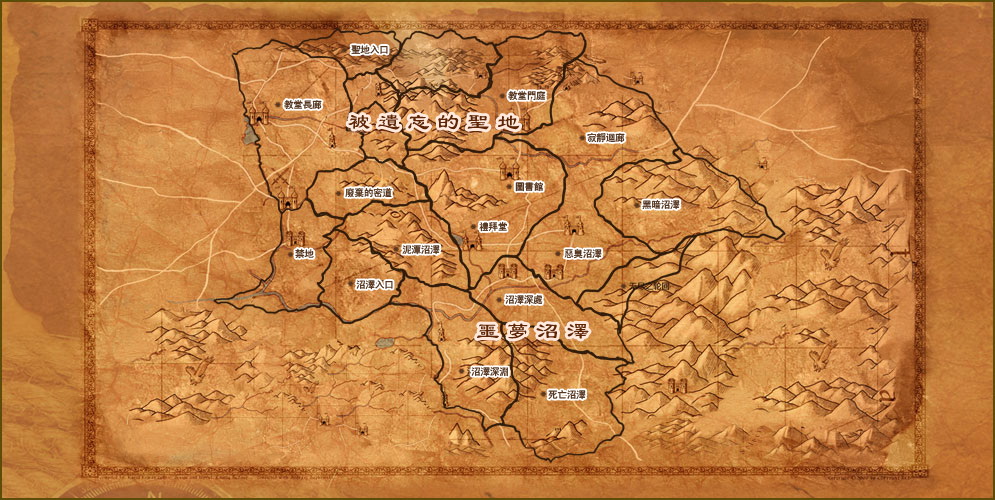 聖地入口
教堂長廊
教堂門庭
被遺忘的聖地
寂靜迴廊
廢棄的密道
圖書館
黑暗沼澤
禮拜堂
禁地
泥潭沼澤
惡臭沼澤
沼澤入口
沼澤深處
噩夢沼澤
沼澤深淵
死亡沼澤